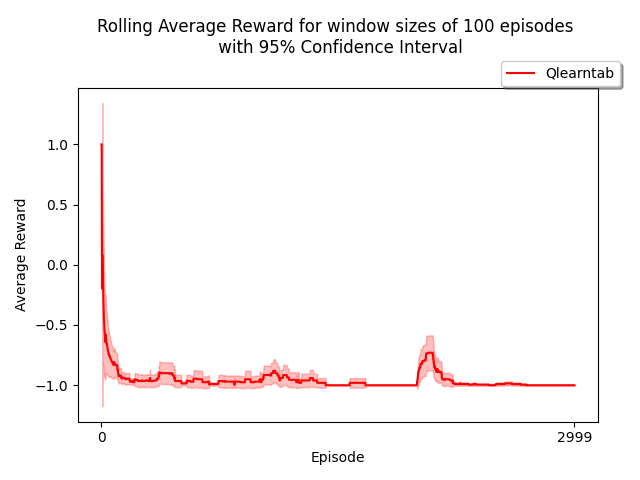 Rolling Average Reward for window sizes of 100 episodes
with 95% Confidence Interval
Qlearntab
1.0
0.5
0.0
−0.5
−1.0
Average Reward
0
2999
Episode